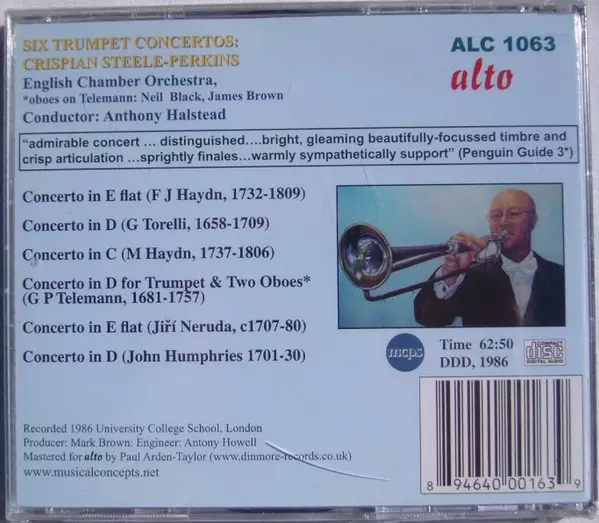 SIX TRUMPET CONCERTOS:
CRISPIAN STEELE-PERKINS
English Chamber Orchestra,
*oboes on Telemann: Neil Black, James Brown
Conductor: Anthony Halstead
ALC 1063
alto
“admirable concert ... distinguished....bright, gleaming beautifully-focussed timbre and
crisp articulation ...sprightly finales...warmly sympathetically support” (Penguin Guide 3*)
Concerto in E flat (F J Haydn, 1732-1809)
Concerto in D (G Torelli, 1658-1709)
Concerto in C (M Haydn, 1737-1806)
Concerto in D for Trumpet & Two Oboes*
(G P Telemann, 1681-1757)
Concerto in E flat (Jiří Neruda, c1707-80)
Concerto in D (John Humphries 1701-30)
mcps
Time 62:50
DDD, 1986
COMPACT
disc
DIGITAL AUDIO
Recorded 1986 University College School, London
Producer: Mark Brown: Engineer: Antony Howell
Mastered for alto by Paul Arden-Taylor (www.dinmore-records.co.uk)
www.musicalconcepts.net
8 94640 00163 9